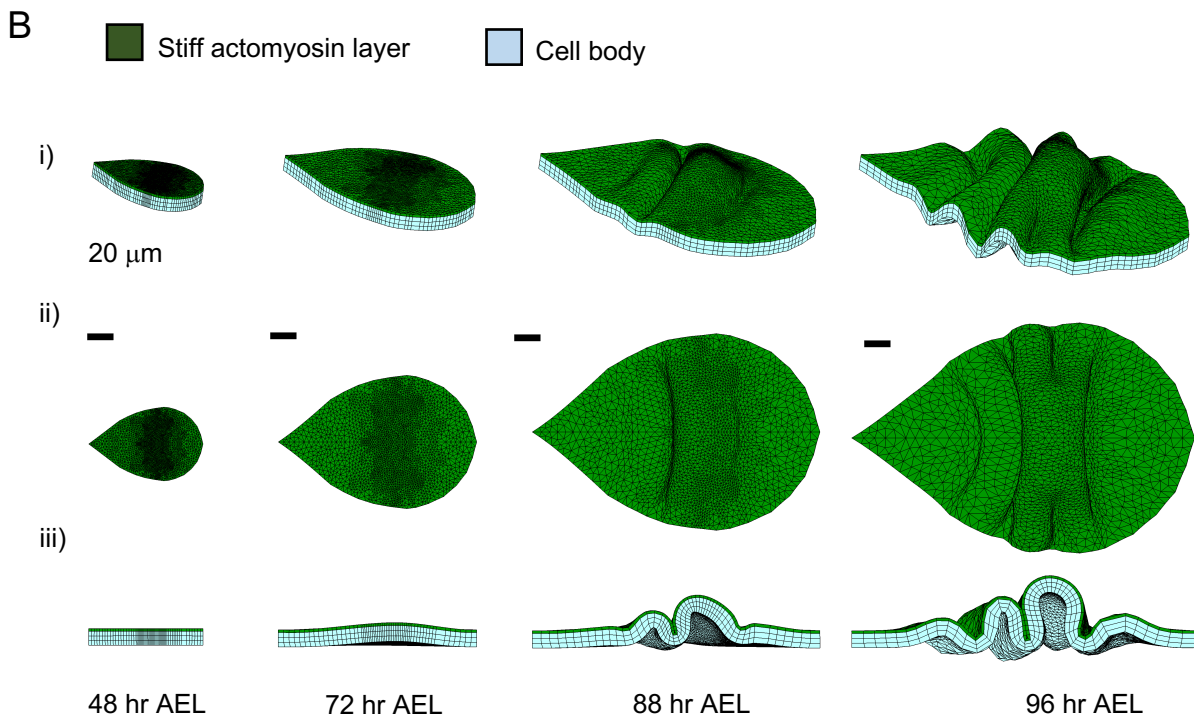 B
Stiff actomyosin layer
Cell body
i)
20 μm
ii)
iii)
48 hr AEL
72 hr AEL
88 hr AEL
96 hr AEL